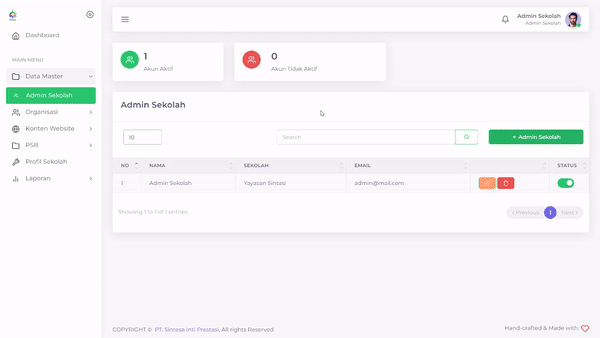 Dashboard
MAIN MENU
Data Master
Admin Sekolah
Organisasi
Konten Website
PSB
Profil Sekolah
Laporan
Admin Sekolah
Admin Sekolah
1
Akun Aktif
0
Akun Tidak Aktif
Admin Sekolah
10
Search
+ Admin Sekolah
NO NAMA SEKOLAH EMAIL STATUS
1 Admin Sekolah Yayasan Sintasi admin@mail.com
Showing 1 to 1 of 1 entries
Previous 1 Next
COPYRIGHT © PT. Simesa Inti Prestasi, All rights Reserved
Hand-crafted & Made with